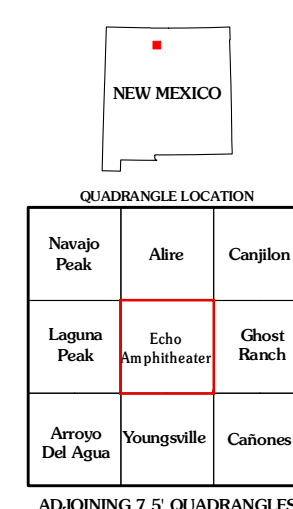 NEW MEXICO
QUADRANGLE LOCATION
Navajo Peak
Alire
Canjilon
Laguna Peak
Echo Amphitheater
Ghost Ranch
Arroyo Del Agua
Youngsville
Cañones
ADJOINING 7.5' QUADRANGLES